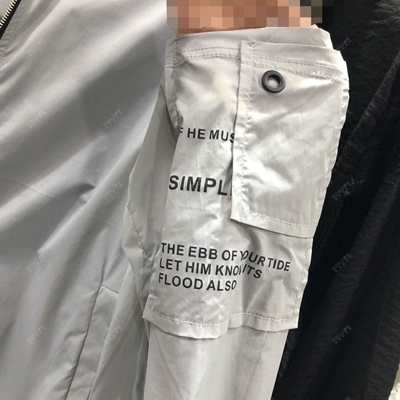 HE MUS
SIMPL
THE EBB OF YOUR TIDE
LET HIM KNOW ITS
FLOOD ALSO